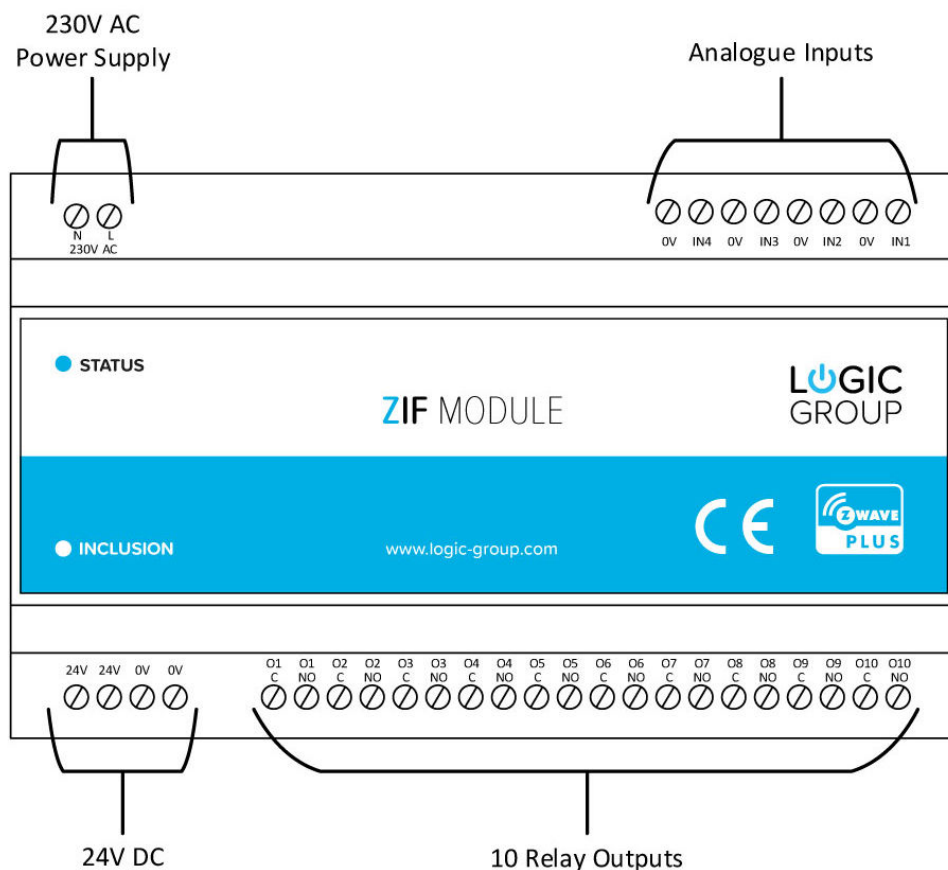 230V AC
Power Supply
Analogue Inputs
N L
230V AC
0V IN4 0V IN3 0V IN2 0V IN1
STATUS
ZIF MODULE
LOGIC
GROUP
INCLUSION
www.logic-group.com
CE
ZWAVE
PLUS
24V 24V 0V 0V
O1 O1 O2 O2 O3 O3 O4 O4 O5 O5 O6 O6 O7 O7 O8 O8 O9 O9 O10 O10
C NO C NO C NO C NO C NO C NO C NO C NO C NO C NO
24V DC
10 Relay Outputs